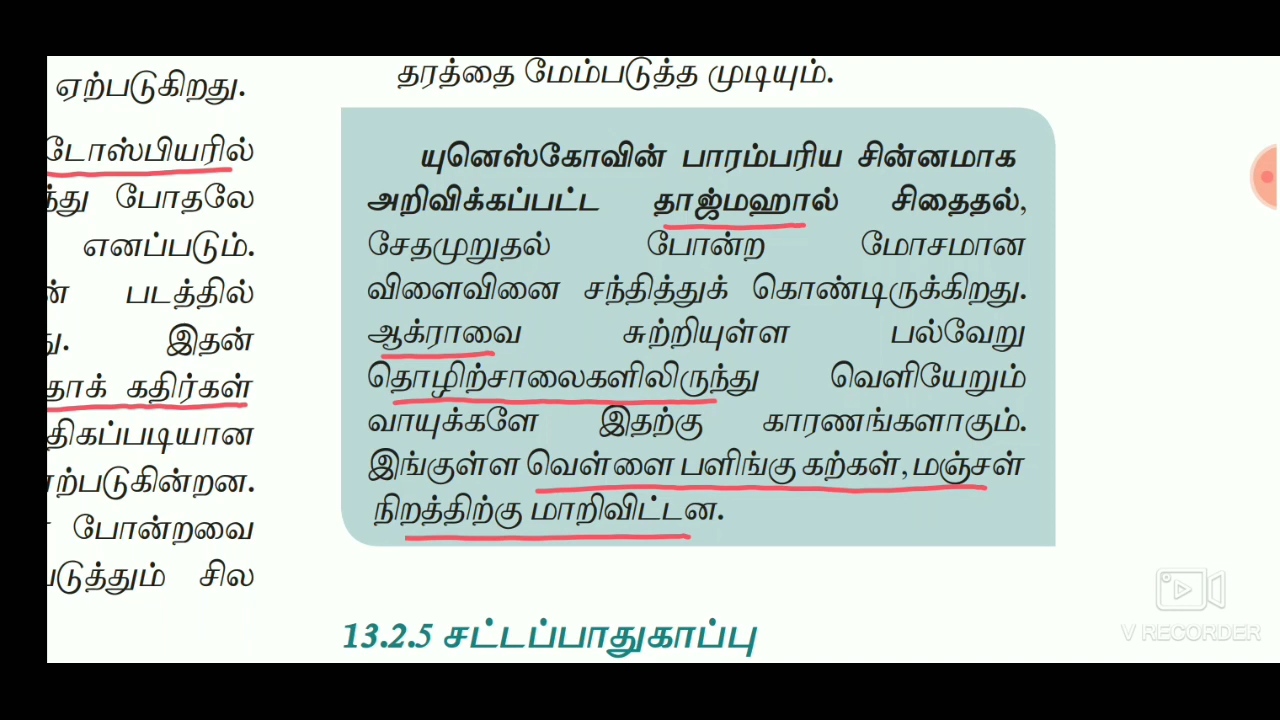 ஏற்படுகிறது.
டோஸ்பியரில்
போதலே
எனப்படும்.
படத்தில்
இதன்
கதிர்கள்
போன்றவை
சில
தரத்தை மேம்படுத்த முடியும்.
யுனெஸ்கோவின் பாரம்பரிய சின்னமாக
அறிவிக்கப்பட்ட தாஜ்மஹால் சிதைதல்,
சேதமுறுதல் போன்ற மோசமான
விளைவினை சந்தித்துக் கொண்டிருக்கிறது.
ஆக்ராவை சுற்றியுள்ள பல்வேறு
தொழிற்சாலைகளிலிருந்து வெளியேறும்
வாயுக்களே இதற்கு காரணங்களாகும்.
இங்குள்ள வெள்ளை பளிங்கு கற்கள், மஞ்சள்
நிறத்திற்கு மாறிவிட்டன.
13.2.5 சட்டப்பாதுகாப்பு
V RECORDER